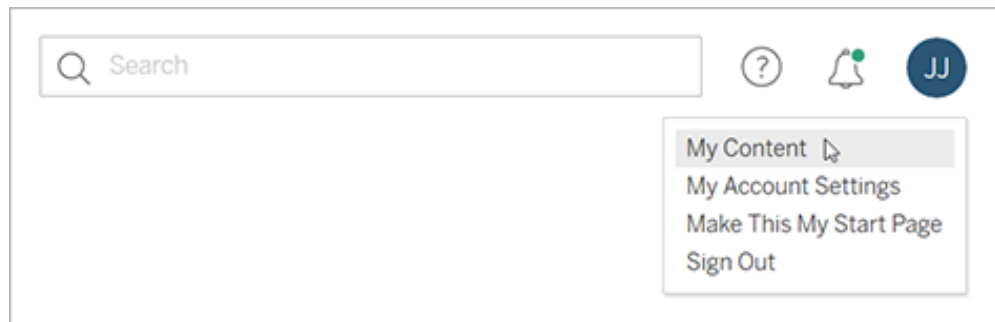 Search
?
JJ
My Content
My Account Settings
Make This My Start Page
Sign Out